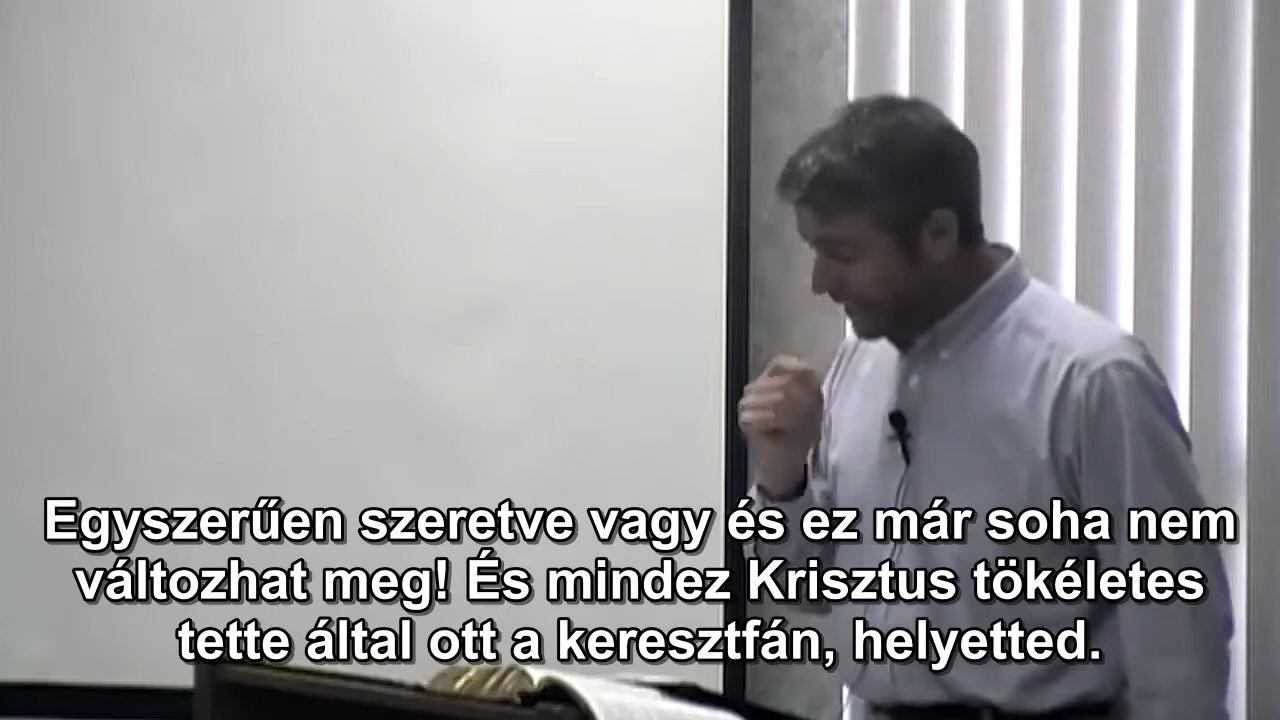 Egyszerűen szeretve vagy és ez már soha nem
változhat meg! És mindez Krisztus tökéletes
tette által ott a keresztfán, helyetted.